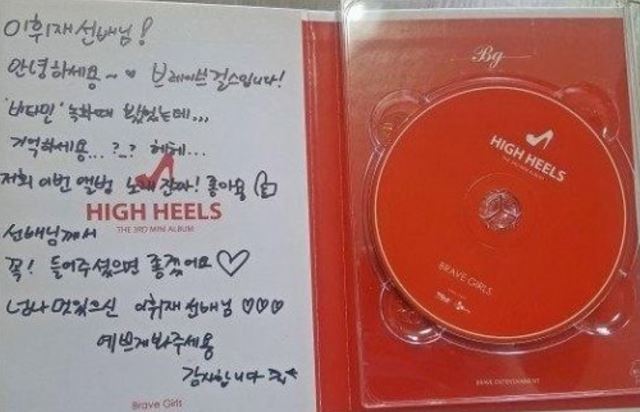 이휘재선배님!
안녕하세용~♥ 브레이브걸스입니다!
'비타민' 녹화때 봤었는데...
기억하세용...?_? 헤헤...
저희 이번 앨범 노래 진짜! 좋아용
HIGH HEELS
THE 3RD MINI ALBUM
선배님께서
꼭! 들어주셨으면 좋겠어요♡
너무 멋있으신 이휘재선배님 ♡♡♡
예쁘게봐주세용
감사합니다
Brave Girls
Bg
HIGH HEELS
THE 3RD MINI ALBUM
BRAVE GIRLS
BRAVE ENTERTAINMENT